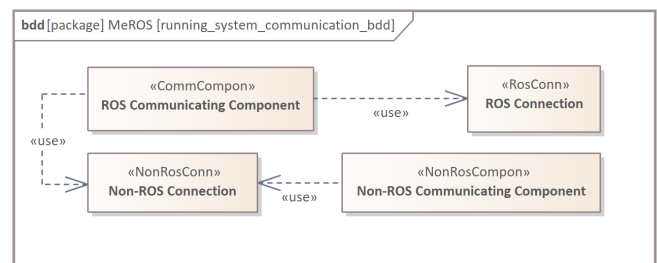 bdd [package] MeROS [running_system_communication_bdd]
«CommCompon»
ROS Communicating Component
«RosConn»
ROS Connection
«use»
«use»
«NonRosConn»
Non-ROS Connection
«NonRosCompon»
Non-ROS Communicating Component
«use»